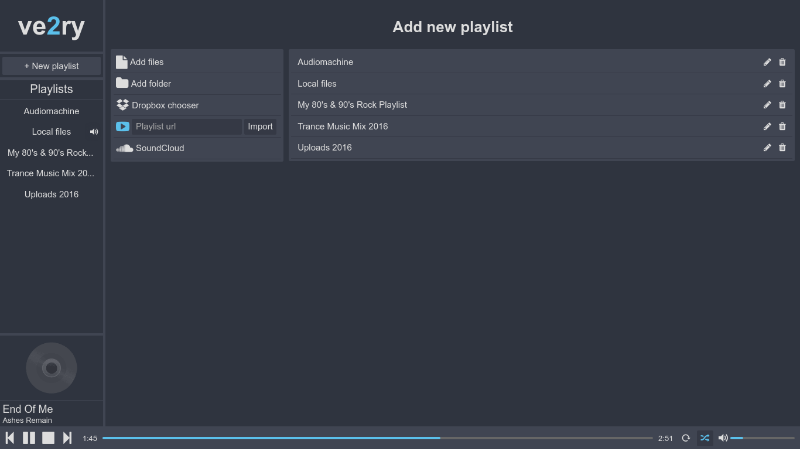 ve2ry
+ New playlist
Playlists
Audiomachine
Local files
My 80's & 90's Rock...
Trance Music Mix 20...
Uploads 2016
End Of Me
Ashes Remain
Add new playlist
Add files
Add folder
Dropbox chooser
Playlist url Import
SoundCloud
Audiomachine
Local files
My 80's & 90's Rock Playlist
Trance Music Mix 2016
Uploads 2016
1:45 2:51